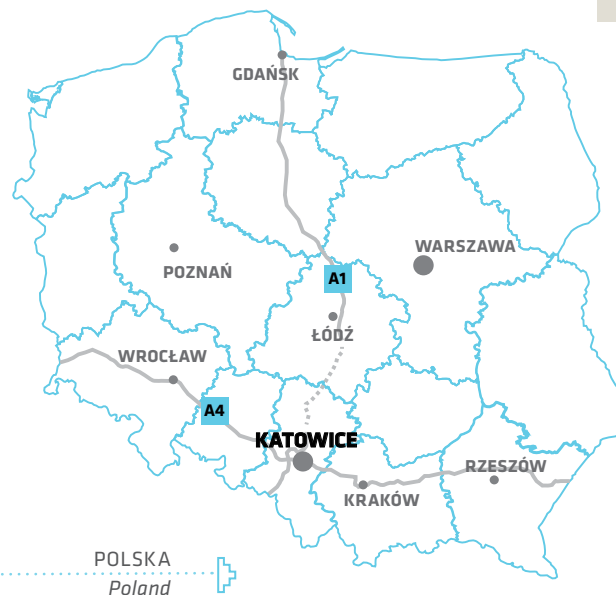 GDAŃSK
WARSZAWA
POZNAŃ
A1
ŁÓDŹ
WROCŁAW
A4
KATOWICE
RZESZÓW
KRAKÓW
POLSKA
Poland